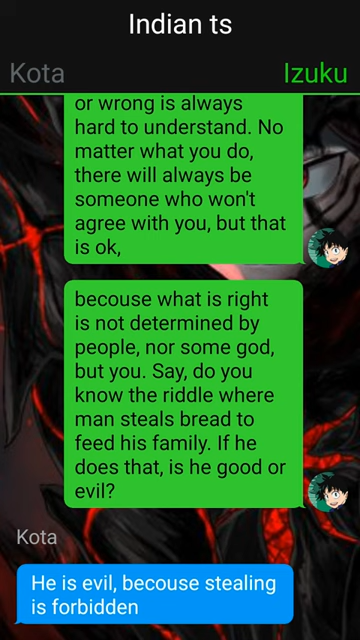 Indian ts
Kota
Izuku
or wrong is always
hard to understand. No
matter what you do,
there will always be
someone who won't
agree with you, but that
is ok,
becouse what is right
is not determined by
people, nor some god,
but you. Say, do you
know the riddle where
man steals bread to
feed his family. If he
does that, is he good or
evil?
Kota
He is evil, becouse stealing
is forbidden